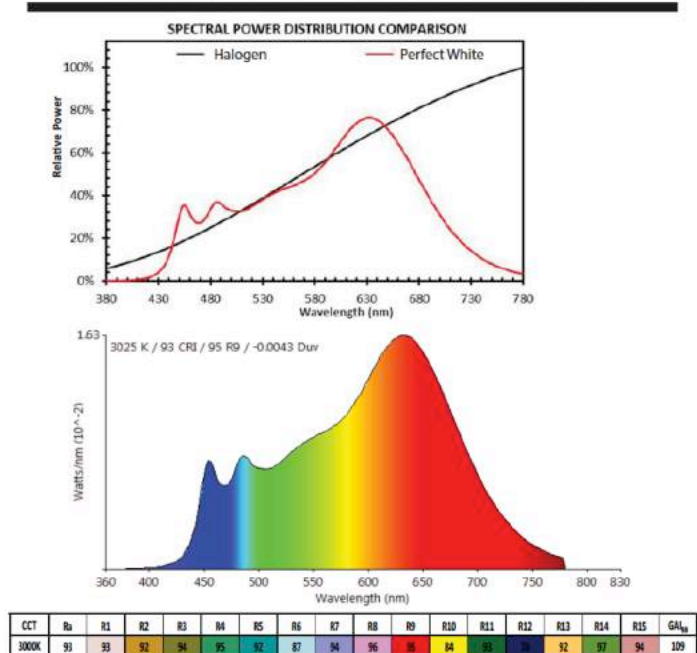 SPECTRAL POWER DISTRIBUTION COMPARISON
Halogen Perfect White
100%
80%
60%
40%
20%
0%
Relative Power
380 430 480 530 580 630 680 730 780
Wavelength (nm)
1.63
3025 K / 93 CRI / 95 R9 / -0.0043 Duv
Watts/nm (10^-2)
360 400 450 500 550 600 650 700 750 800 830
Wavelength (nm)
CCT Ra R1 R2 R3 R4 R5 R6 R7 R8 R9 R10 R11 R12 R13 R14 R15
3000K 93 93 92 94 95 92 87 94 96 84 93 92 97 94 109